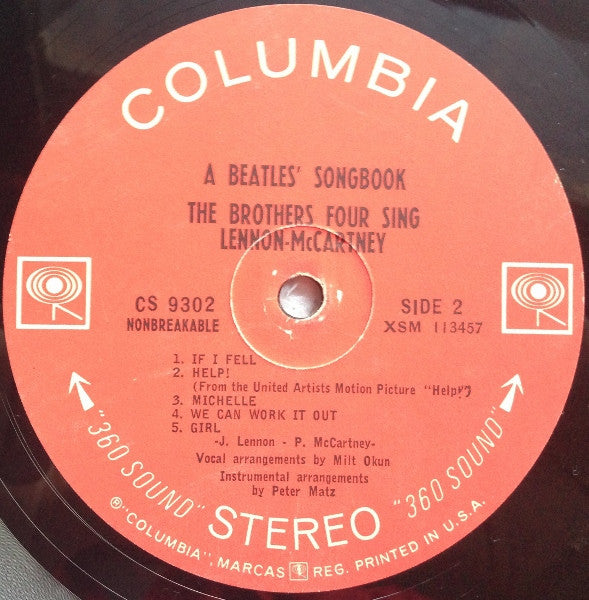 COLUMBIA
A BEATLES' SONGBOOK
THE BROTHERS FOUR SING
LENNON-McCARTNEY
CS 9302
NONBREAKABLE
SIDE 2
XSM 113457
1. IF I FELL
2. HELP!
(From the United Artists Motion Picture "Help!")
3. MICHELLE
4. WE CAN WORK IT OUT
5. GIRL
-J. Lennon - P. McCartney-
Vocal arrangements by Milt Okun
Instrumental arrangements
by Peter Matz
"360 SOUND" STEREO "360 SOUND"
®"COLUMBIA", MARCAS REG. PRINTED IN U.S.A.